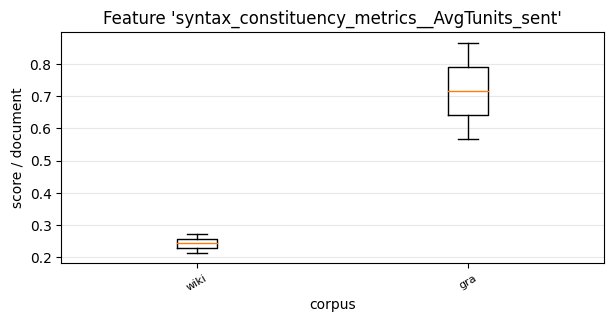 Feature 'syntax_constituency_metrics__AvgTunits_sent'
0.8
0.7
0.6
0.5
0.4
0.3
0.2
score / document
wiki
gra
corpus